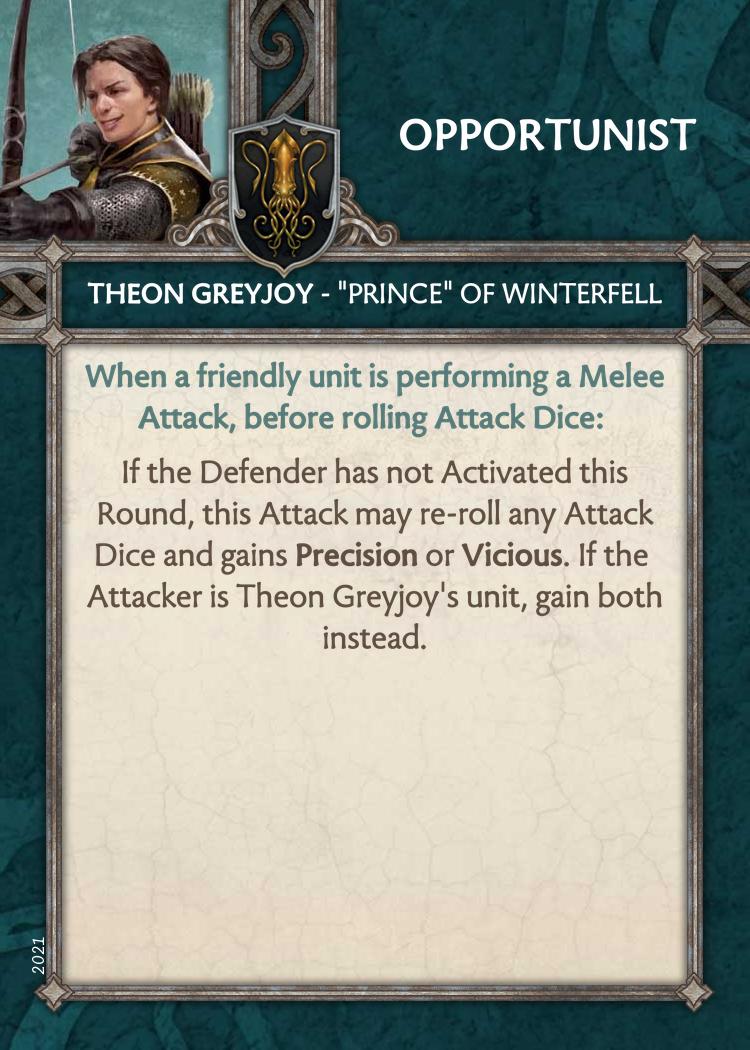 OPPORTUNIST
THEON GREYJOY - "PRINCE" OF WINTERFELL
When a friendly unit is performing a Melee
Attack, before rolling Attack Dice:
If the Defender has not Activated this
Round, this Attack may re-roll any Attack
Dice and gains Precision or Vicious. If the
Attacker is Theon Greyjoy's unit, gain both
instead.
2021